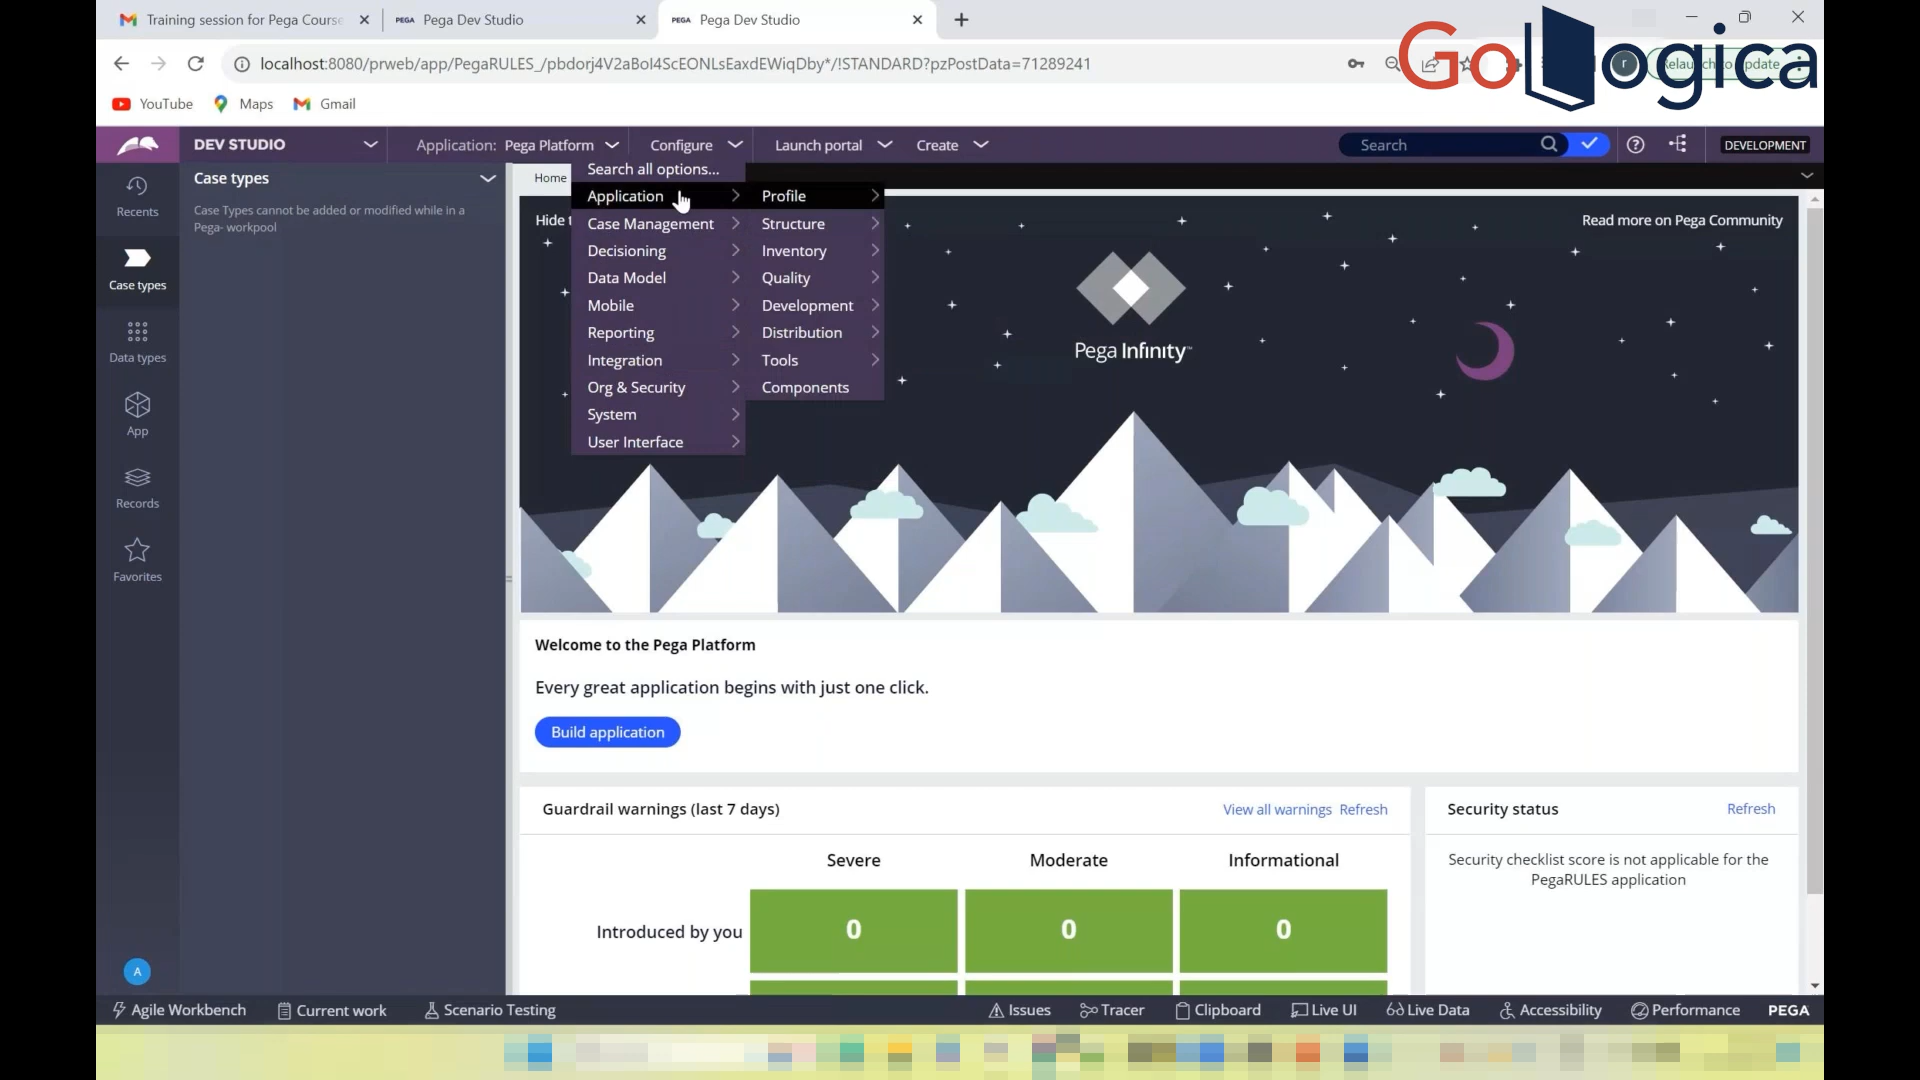 Training session for Pega Course
PEGA Pega Dev Studio
PEGA Pega Dev Studio
localhost:8080/prweb/app/PegaRULES_/pbdorj4V2aBoI4ScEONLsEaxdEWiqDby*/!STANDARD?pzPostData=71289241
GoLogica
YouTube Maps Gmail
DEV STUDIO Application: Pega Platform Configure Launch portal Create Search DEVELOPMENT
Recents
Case types
Data types
App
Records
Favorites
A
Case types
Case Types cannot be added or modified while in a
Pega- workpool
Home
Search all options...
Application
Case Management
Decisioning
Data Model
Mobile
Reporting
Integration
Org & Security
System
User Interface
Profile
Structure
Inventory
Quality
Development
Distribution
Tools
Components
Read more on Pega Community
Pega Infinity™
Welcome to the Pega Platform
Every great application begins with just one click.
Build application
Guardrail warnings (last 7 days) View all warnings Refresh
Severe Moderate Informational
Introduced by you 0 0 0
Security status Refresh
Security checklist score is not applicable for the
PegaRULES application
Agile Workbench Current work Scenario Testing Issues Tracer Clipboard Live UI Live Data Accessibility Performance PEGA